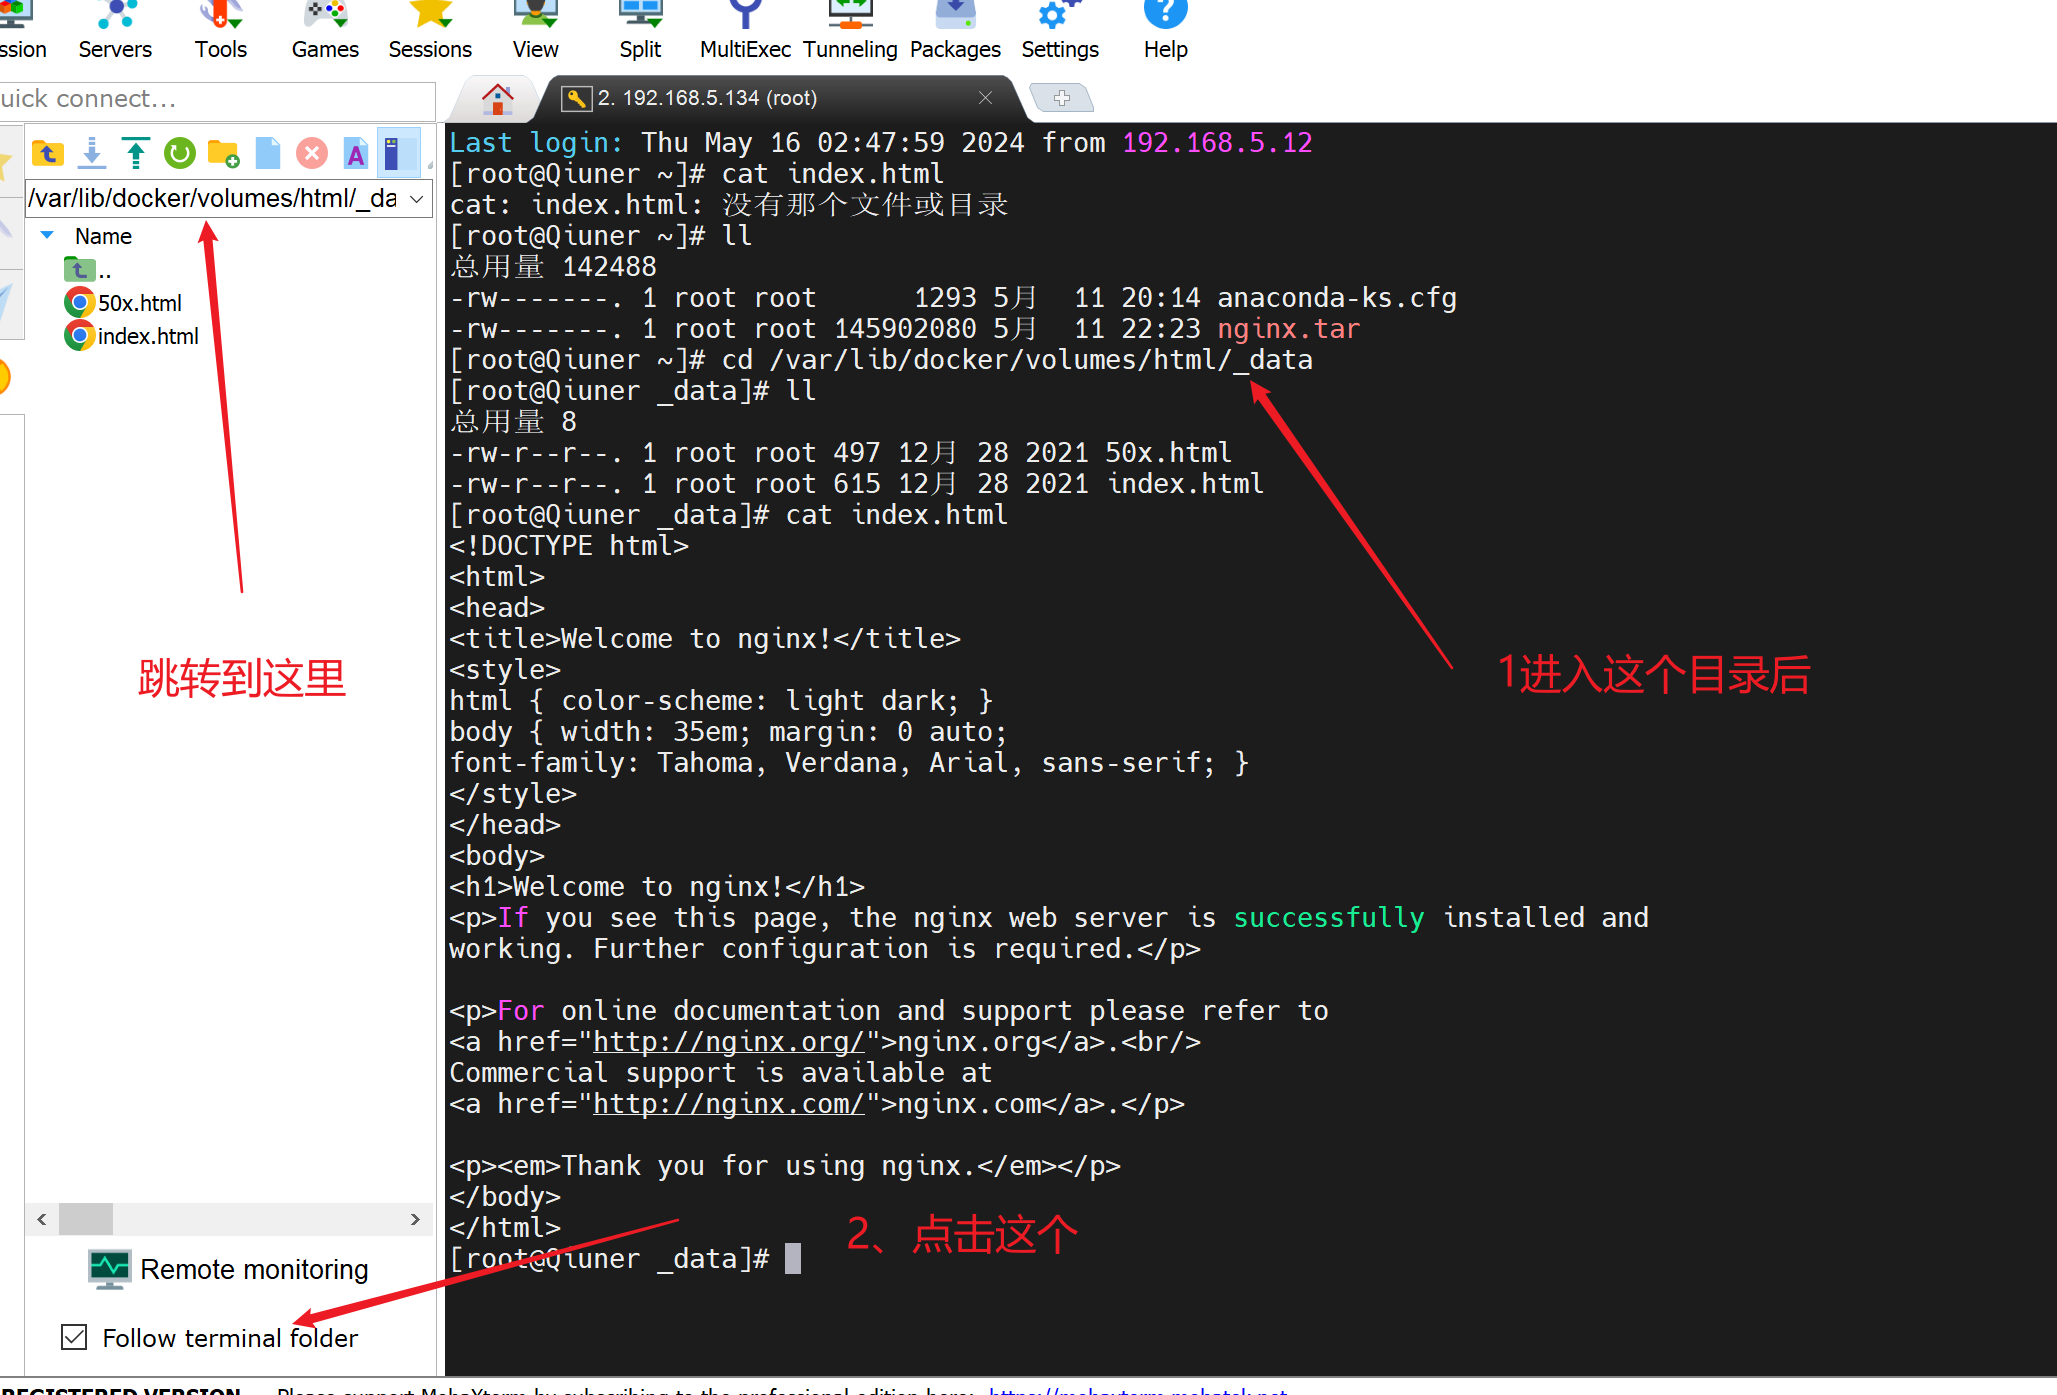 ssion Servers Tools Games Sessions View Split MultiExec Tunneling Packages Settings Help
uick connect...
2. 192.168.5.134 (root)
/var/lib/docker/volumes/html/_da
Name
..
50x.html
index.html
跳转到这里
Remote monitoring
Follow terminal folder
Last login: Thu May 16 02:47:59 2024 from 192.168.5.12
[root@Qiuner ~]# cat index.html
cat: index.html: 没有那个文件或目录
[root@Qiuner ~]# ll
总用量 142488
-rw-------. 1 root root      1293 5月  11 20:14 anaconda-ks.cfg
-rw-------. 1 root root 145902080 5月  11 22:23 nginx.tar
[root@Qiuner ~]# cd /var/lib/docker/volumes/html/_data
[root@Qiuner _data]# ll
总用量 8
-rw-r--r--. 1 root root 497 12月 28 2021 50x.html
-rw-r--r--. 1 root root 615 12月 28 2021 index.html
[root@Qiuner _data]# cat index.html
<!DOCTYPE html>
<html>
<head>
<title>Welcome to nginx!</title>
<style>
html { color-scheme: light dark; }
body { width: 35em; margin: 0 auto;
font-family: Tahoma, Verdana, Arial, sans-serif; }
</style>
</head>
<body>
<h1>Welcome to nginx!</h1>
<p>If you see this page, the nginx web server is successfully installed and
working. Further configuration is required.</p>
<p>For online documentation and support please refer to
<a href="http://nginx.org/">nginx.org</a>.<br/>
Commercial support is available at
<a href="http://nginx.com/">nginx.com</a>.</p>
<p><em>Thank you for using nginx.</em></p>
</body>
</html>
[root@Qiuner _data]#
1进入这个目录后
2、点击这个
REGISTERED VERSION Please support MobaXterm by subscribing to the professional edition here: https://mobaxterm.mobatek.net